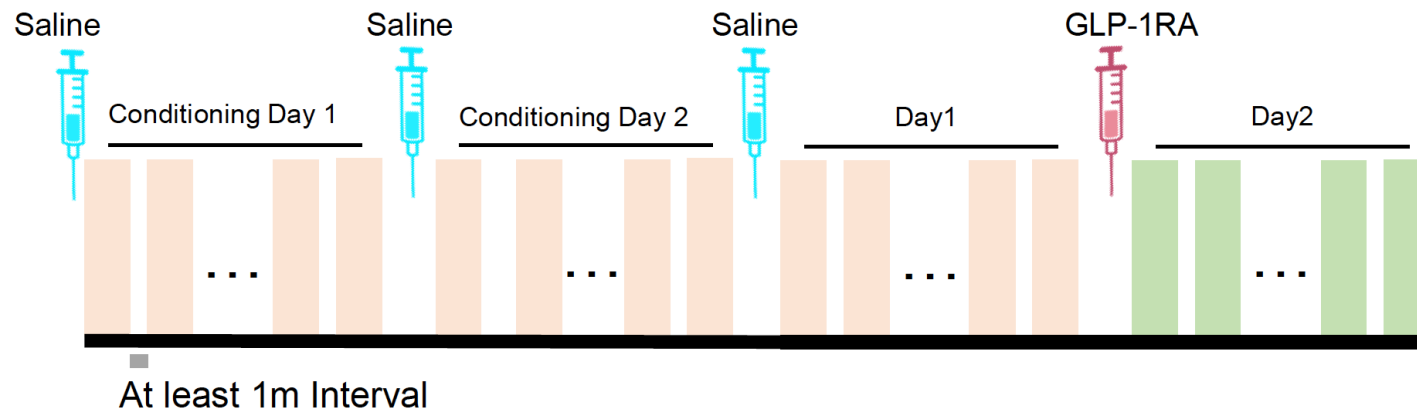 Saline
Saline
Saline
GLP-1RA
Conditioning Day 1
Conditioning Day 2
Day1
Day2
...
...
...
...
At least 1m Interval